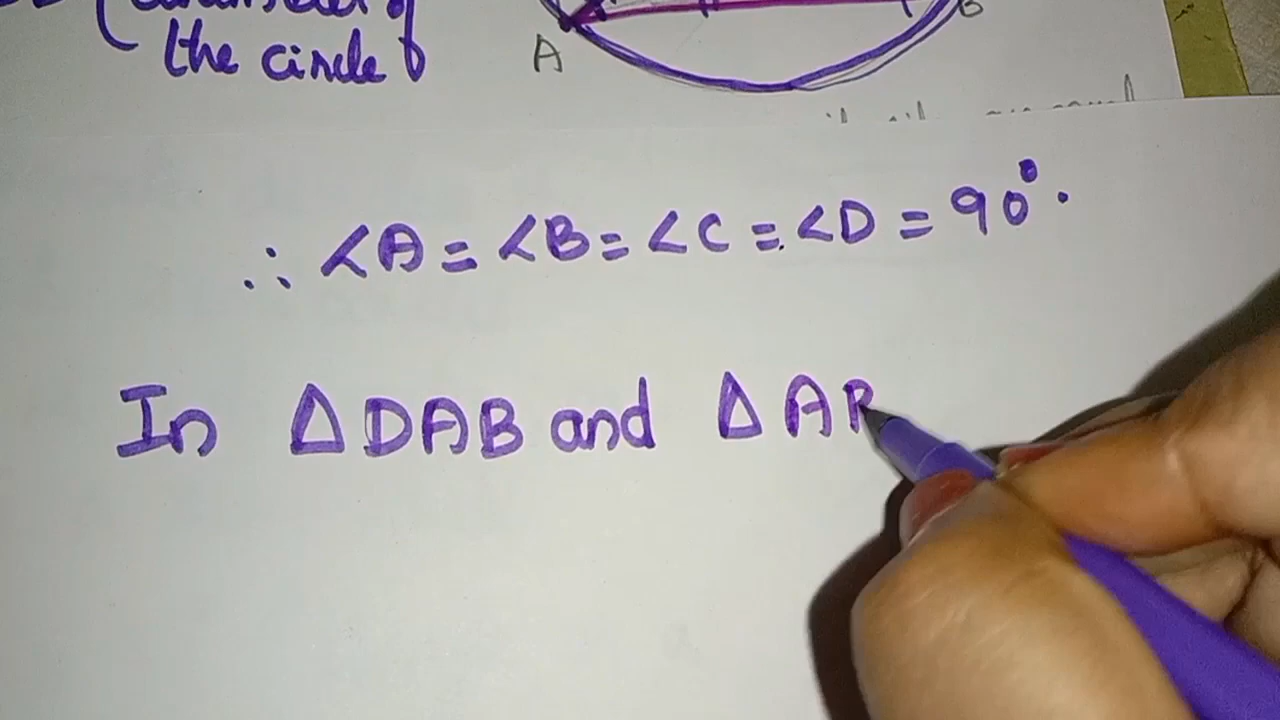 the circle
A
B
∴ ∠A = ∠B = ∠C = ∠D = 90°.
In ΔDAB and ΔAB